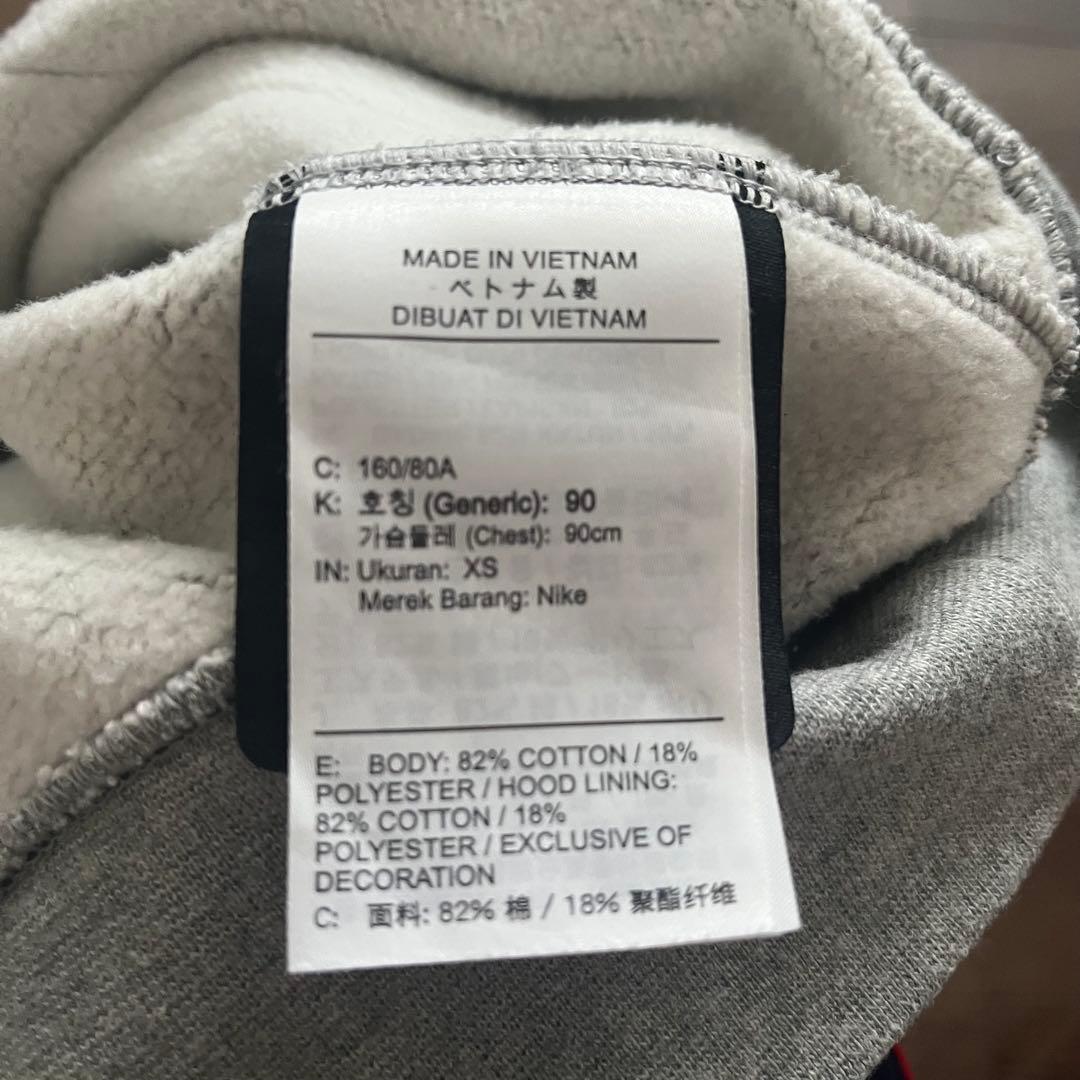 MADE IN VIETNAM
ベトナム製
DIBUAT DI VIETNAM
C: 160/80A
K: 호칭 (Generic): 90
가슴둘레 (Chest): 90cm
IN: Ukuran: XS
Merek Barang: Nike
E: BODY: 82% COTTON / 18%
POLYESTER / HOOD LINING:
82% COTTON / 18%
POLYESTER / EXCLUSIVE OF
DECORATION
C: 面料: 82% 棉 / 18% 聚酯纤维